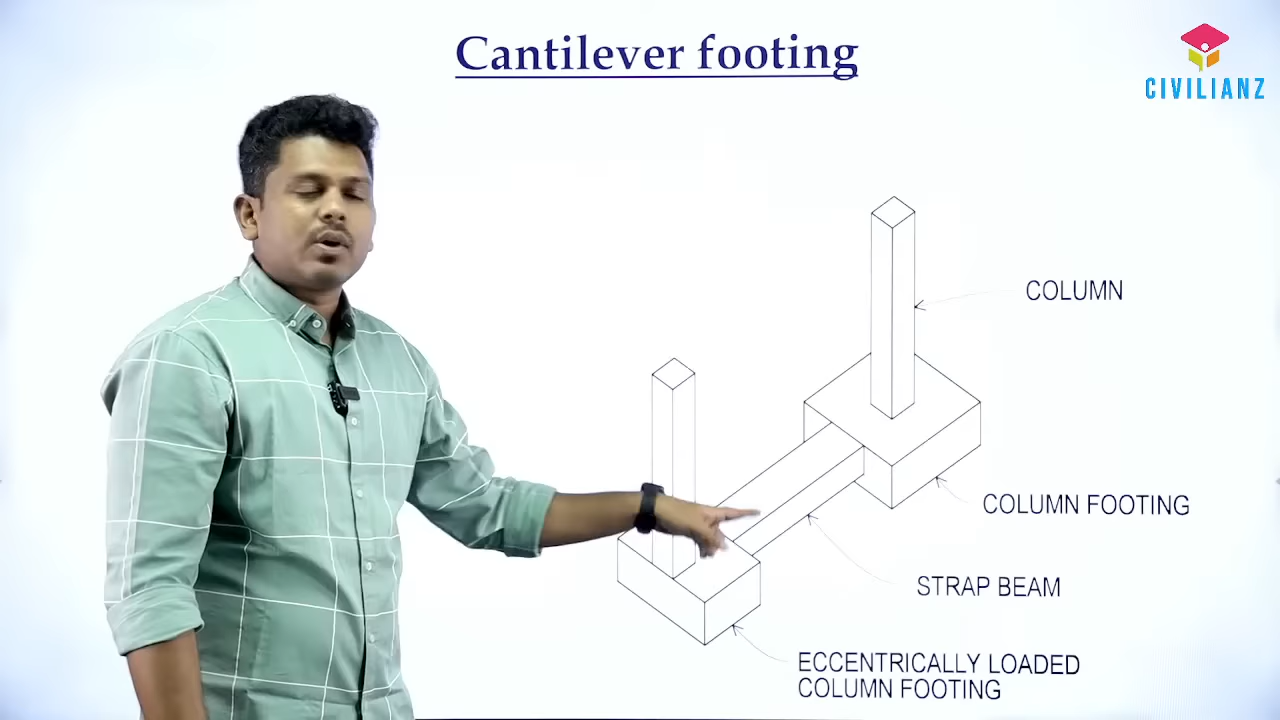 Cantilever footing
CIVILIANZ
COLUMN
COLUMN FOOTING
STRAP BEAM
ECCENTRICALLY LOADED
COLUMN FOOTING